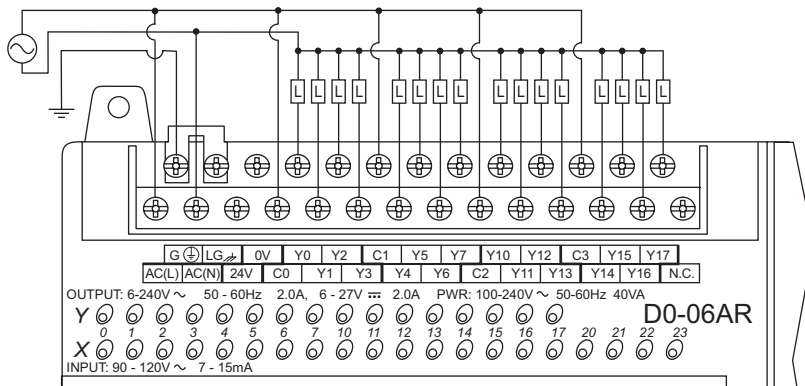 L L L L L L L L L L L L L L L L
G LG 0V Y0 Y2 C1 Y5 Y7 Y10 Y12 C3 Y15 Y17
AC(L) AC(N) 24V C0 Y1 Y3 Y4 Y6 C2 Y11 Y13 Y14 Y16 N.C.
OUTPUT: 6-240V ~ 50 - 60Hz 2.0A, 6 - 27V ⎓ 2.0A PWR: 100-240V ~ 50-60Hz 40VA
Y D0-06AR
0 1 2 3 4 5 6 7 10 11 12 13 14 15 16 17 20 21 22 23
X
INPUT: 90 - 120V ~ 7 - 15mA